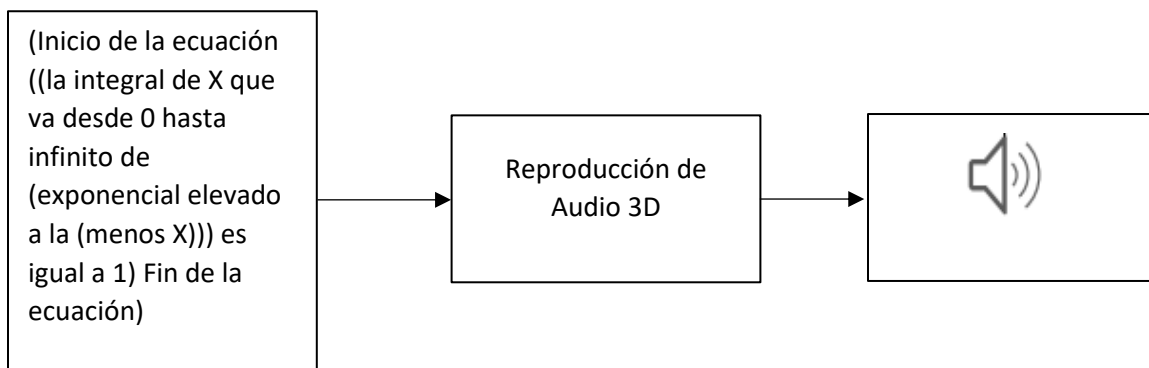 (Inicio de la ecuación
((la integral de X que
va desde 0 hasta
infinito de
(exponencial elevado
a la (menos X))) es
igual a 1) Fin de la
ecuación)
Reproducción de
Audio 3D